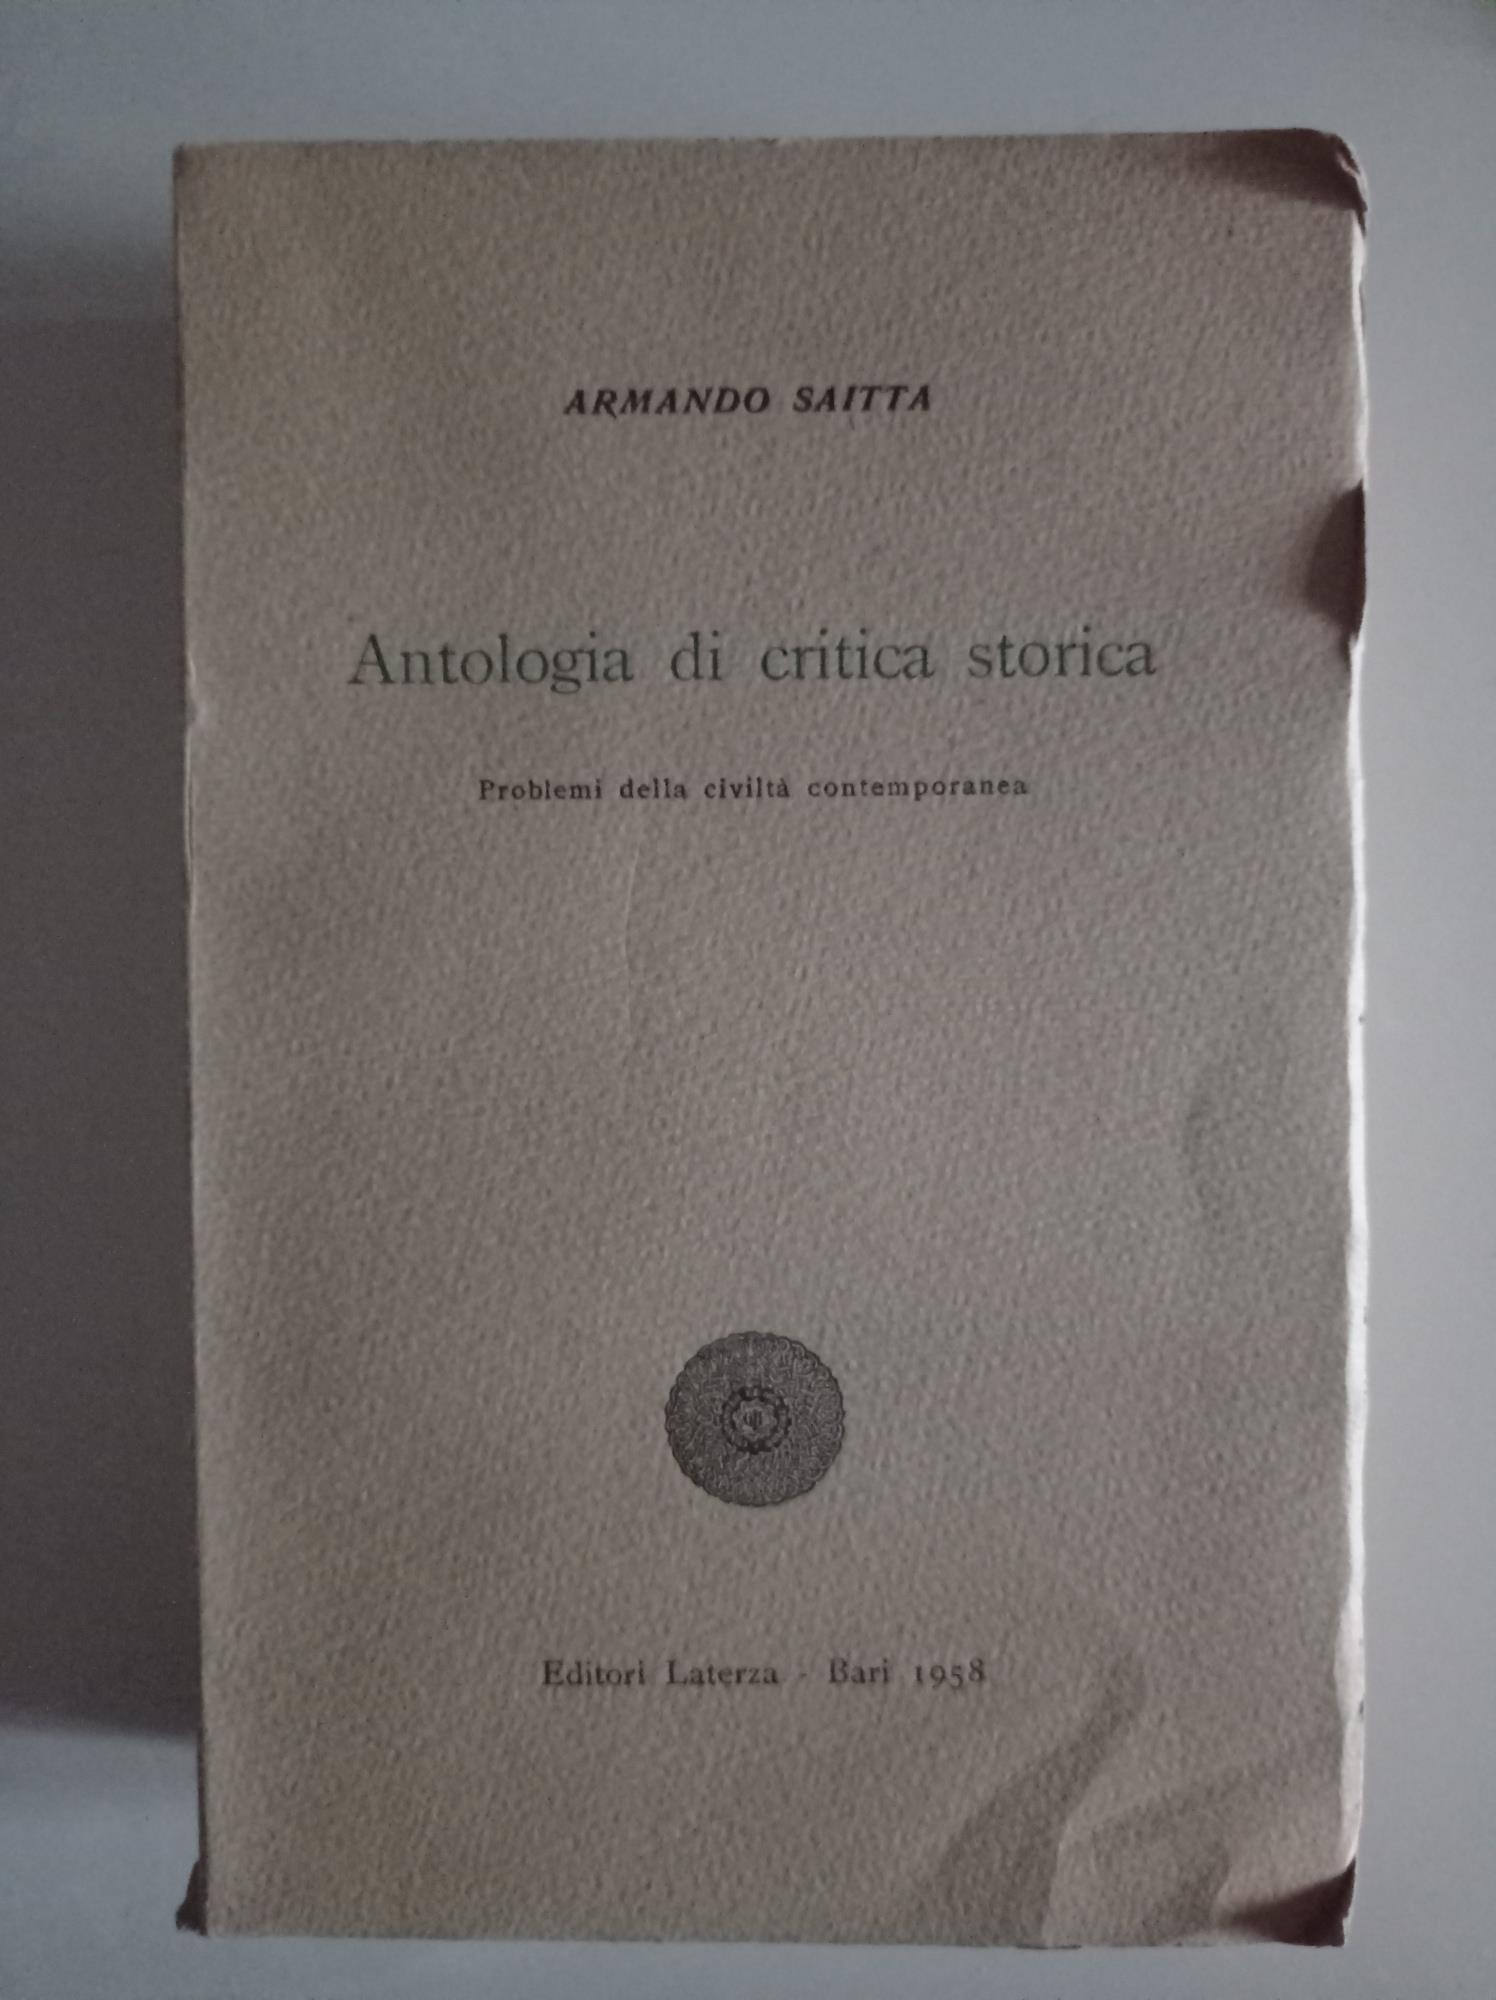 ARMANDO SAITTA
Antologia di critica storica
Problemi della civiltà contemporanea
Editori Laterza - Bari 1958